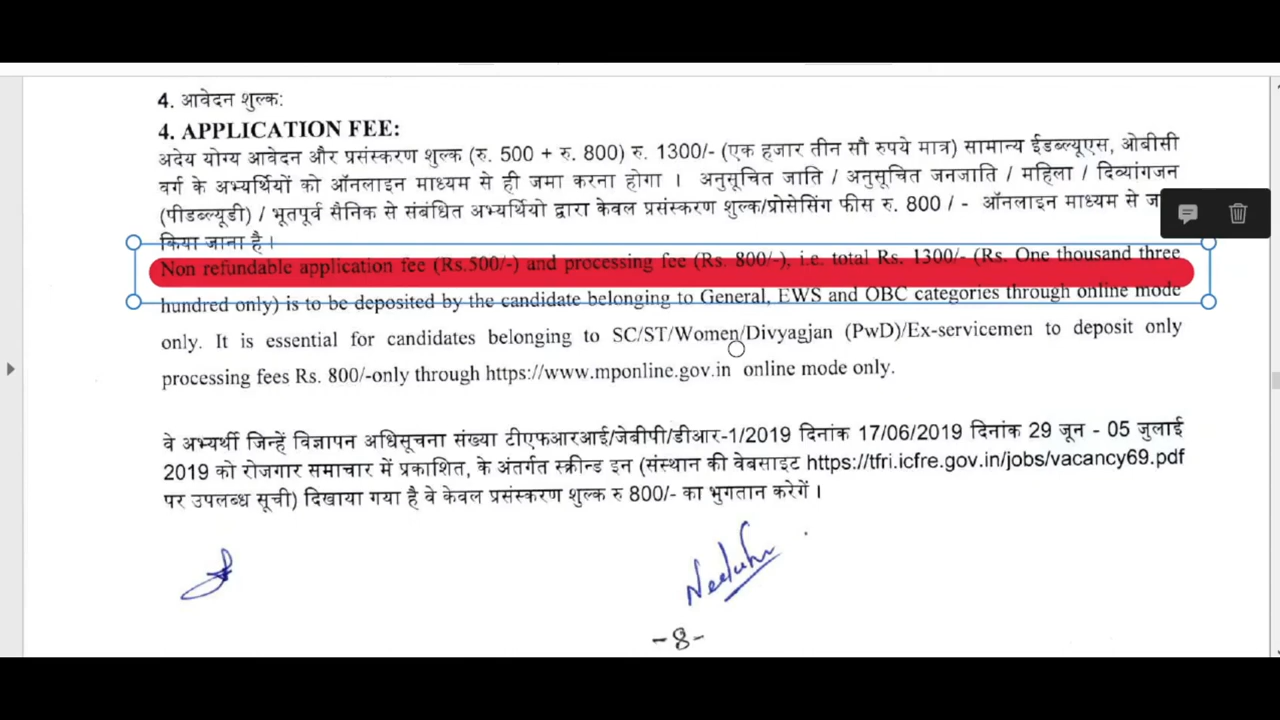 4. आवेदन शुल्क:
4. APPLICATION FEE:
अदेय योग्य आवेदन और प्रसंस्करण शुल्क (रु. 500 + रु. 800) रु. 1300/- (एक हजार तीन सौ रुपये मात्र) सामान्य ईडब्ल्यूएस, ओबीसी
वर्ग के अभ्यर्थियों को ऑनलाइन माध्यम से ही जमा करना होगा । अनुसूचित जाति / अनुसूचित जनजाति / महिला / दिव्यांगजन
(पीडब्ल्यूडी) / भूतपूर्व सैनिक से संबंधित अभ्यर्थियो द्वारा केवल प्रसंस्करण शुल्क/प्रोसेसिंग फीस रु. 800 / - ऑनलाइन माध्यम से
किया जाना है ।
Non refundable application fee (Rs.500/-) and processing fee (Rs. 800/-), i.e. total Rs. 1300/- (Rs. One thousand three
hundred only) is to be deposited by the candidate belonging to General, EWS and OBC categories through online mode
only. It is essential for candidates belonging to SC/ST/Women/Divyagjan (PwD)/Ex-servicemen to deposit only
processing fees Rs. 800/-only through https://www.mponline.gov.in online mode only.
वे अभ्यर्थी जिन्हें विज्ञापन अधिसूचना संख्या टीएफआरआई/जेबीपी/डीआर-1/2019 दिनांक 17/06/2019 दिनांक 29 जून - 05 जुलाई
2019 को रोजगार समाचार में प्रकाशित, के अंतर्गत स्क्रीन्ड इन (संस्थान की वेबसाइट https://tfri.icfre.gov.in/jobs/vacancy69.pdf
पर उपलब्ध सूची) दिखाया गया है वे केवल प्रसंस्करण शुल्क रु 800/- का भुगतान करेगें ।
-8-